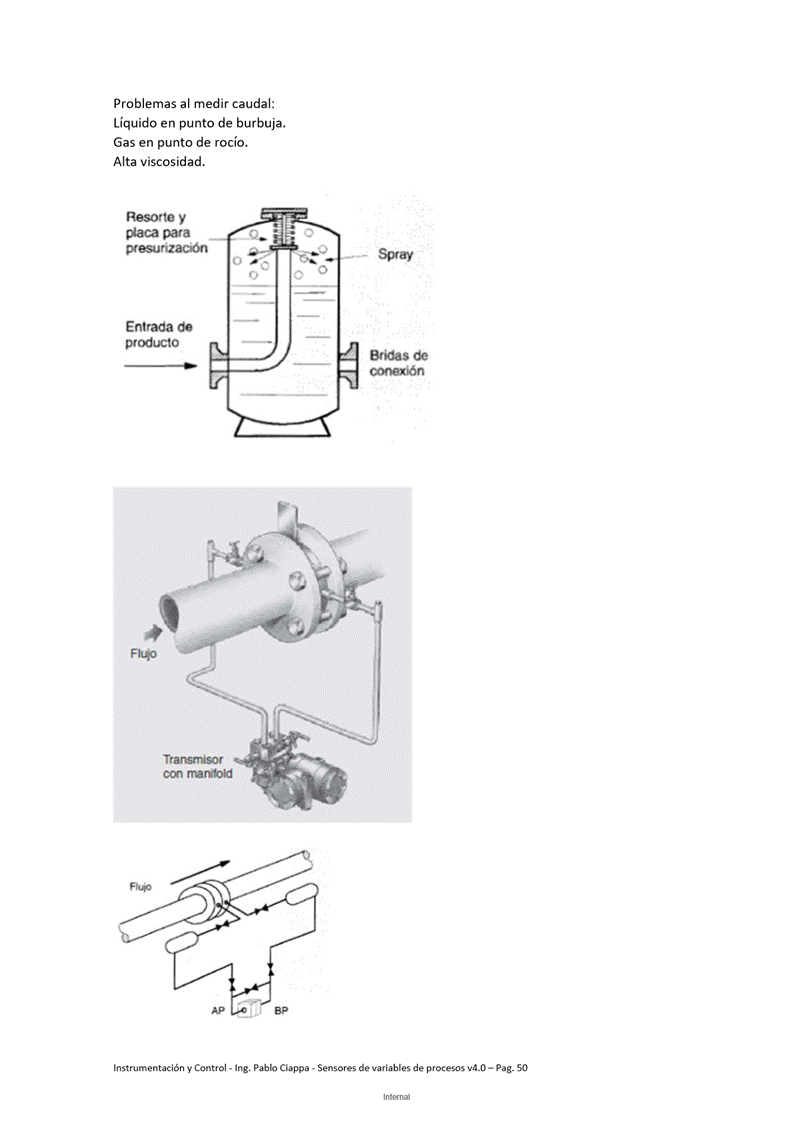 Problemas al medir caudal:
Líquido en punto de burbuja.
Gas en punto de rocío.
Alta viscosidad.
Resorte y
placa para
presurización
Spray
Entrada de
producto
Bridas de
conexión
Flujo
Transmisor
con manifold
Flujo
AP
BP
Instrumentación y Control - Ing. Pablo Ciappa - Sensores de variables de procesos v4.0 – Pag. 50
Internal